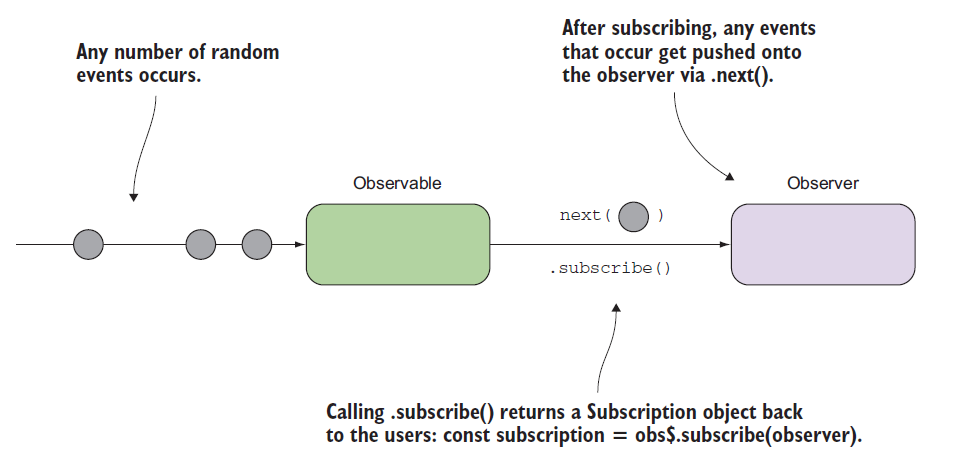 Any number of random
events occurs.
After subscribing, any events
that occur get pushed onto
the observer via .next().
Observable
Observer
next( )
.subscribe()
Calling .subscribe() returns a Subscription object back
to the users: const subscription = obs$.subscribe(observer).